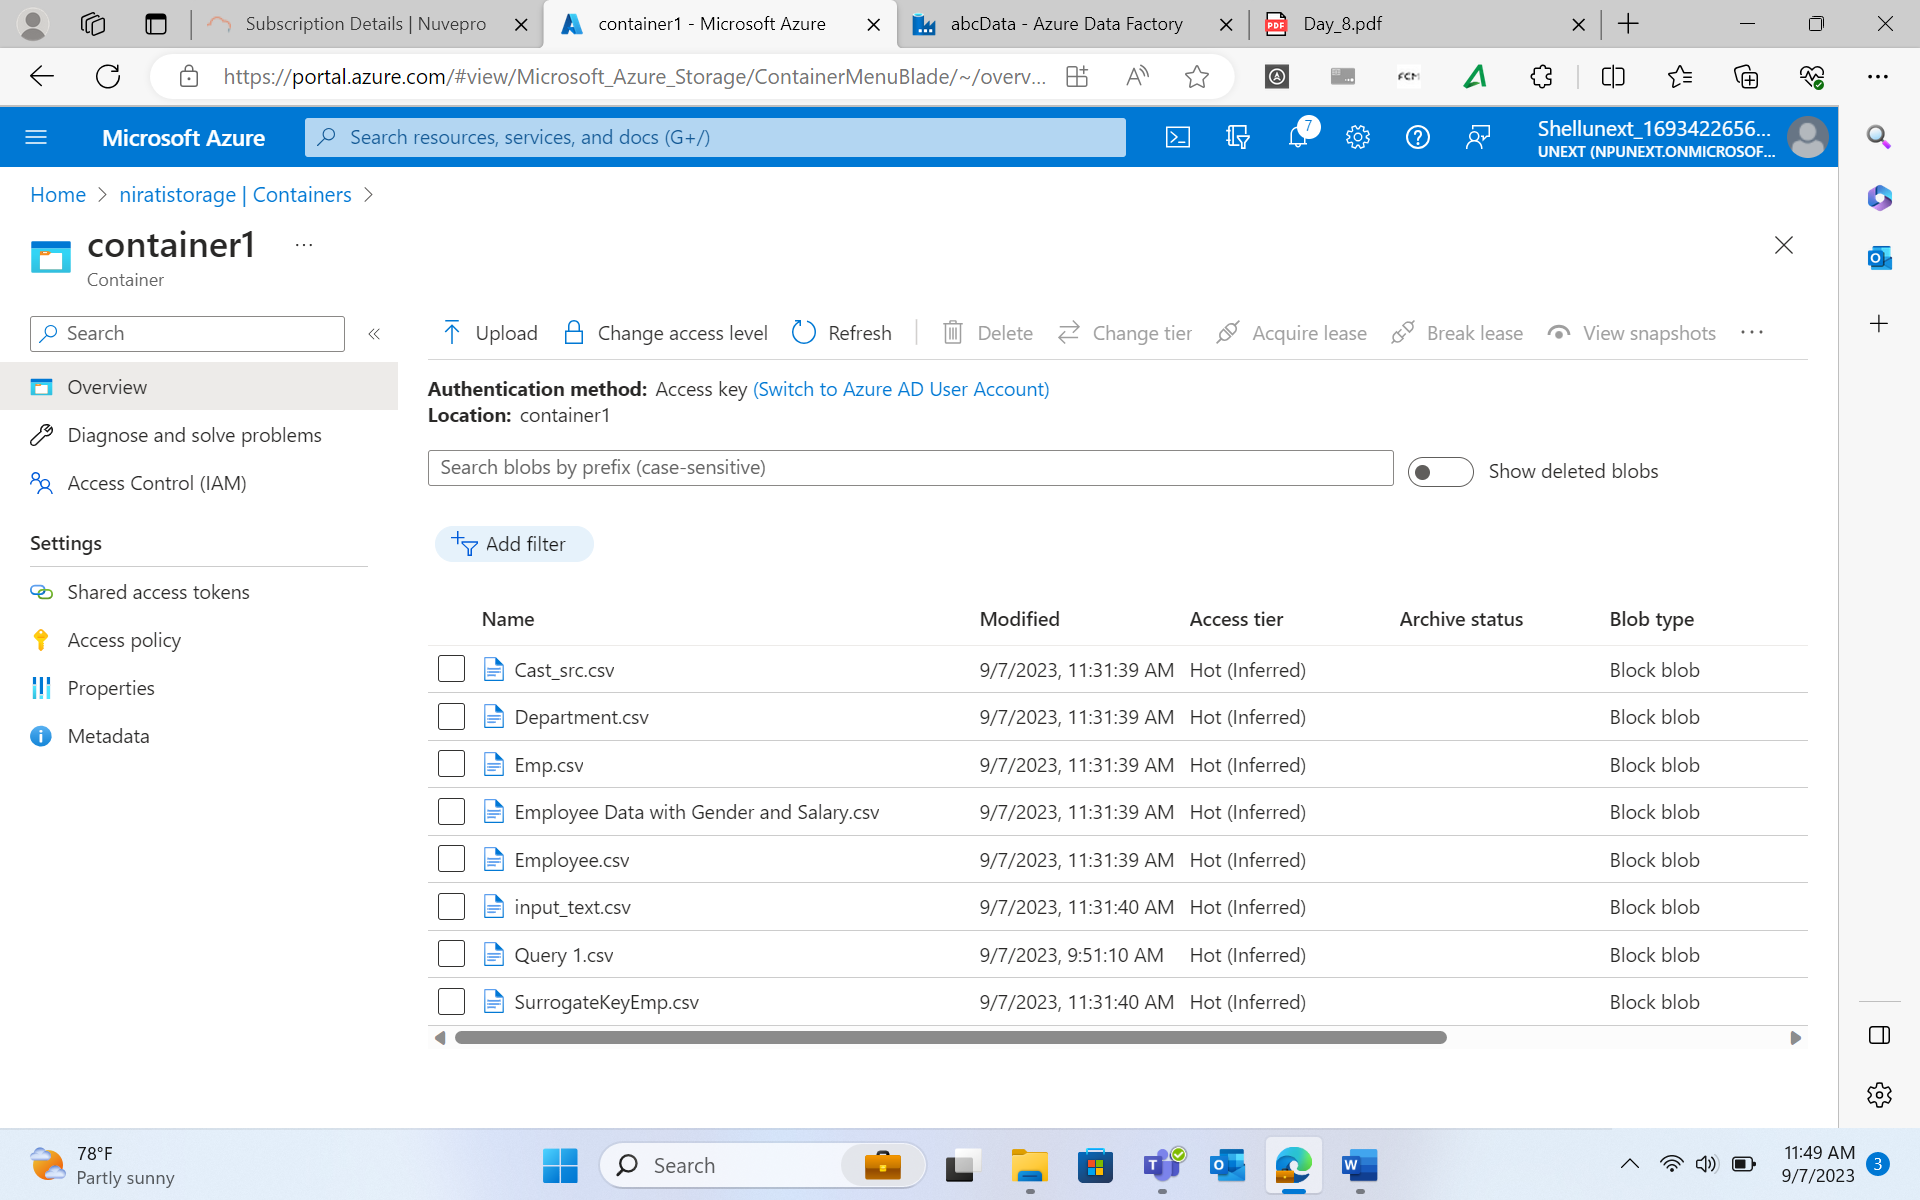 Subscription Details | Nuvepro
container1 - Microsoft Azure
abcData - Azure Data Factory
Day_8.pdf
https://portal.azure.com/#view/Microsoft_Azure_Storage/ContainerMenuBlade/~/overv...
FCM
Microsoft Azure
Search resources, services, and docs (G+/)
7
Shellunext_1693422656...
UNEXT (NPUNEXT.ONMICROSOF...
Home > niratistorage | Containers >
container1 ...
Container
Search
«
Upload
Change access level
Refresh
Delete
Change tier
Acquire lease
Break lease
View snapshots
...
Overview
Diagnose and solve problems
Access Control (IAM)
Settings
Shared access tokens
Access policy
Properties
Metadata
Authentication method: Access key (Switch to Azure AD User Account)
Location: container1
Search blobs by prefix (case-sensitive)
Show deleted blobs
Add filter
Name Modified Access tier Archive status Blob type
Cast_src.csv 9/7/2023, 11:31:39 AM Hot (Inferred) Block blob
Department.csv 9/7/2023, 11:31:39 AM Hot (Inferred) Block blob
Emp.csv 9/7/2023, 11:31:39 AM Hot (Inferred) Block blob
Employee Data with Gender and Salary.csv 9/7/2023, 11:31:39 AM Hot (Inferred) Block blob
Employee.csv 9/7/2023, 11:31:39 AM Hot (Inferred) Block blob
input_text.csv 9/7/2023, 11:31:40 AM Hot (Inferred) Block blob
Query 1.csv 9/7/2023, 9:51:10 AM Hot (Inferred) Block blob
SurrogateKeyEmp.csv 9/7/2023, 11:31:40 AM Hot (Inferred) Block blob
78°F
Partly sunny
Search
11:49 AM
9/7/2023
3